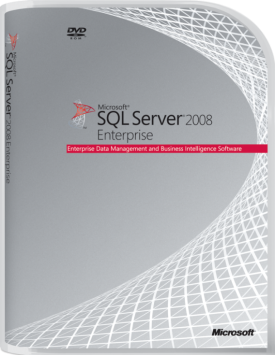 DVD
ROM
Microsoft®
SQL Server® 2008
Enterprise
Enterprise Data Management and Business Intelligence Software
Microsoft
Microsoft®
SQL Server® 2008 Enterprise